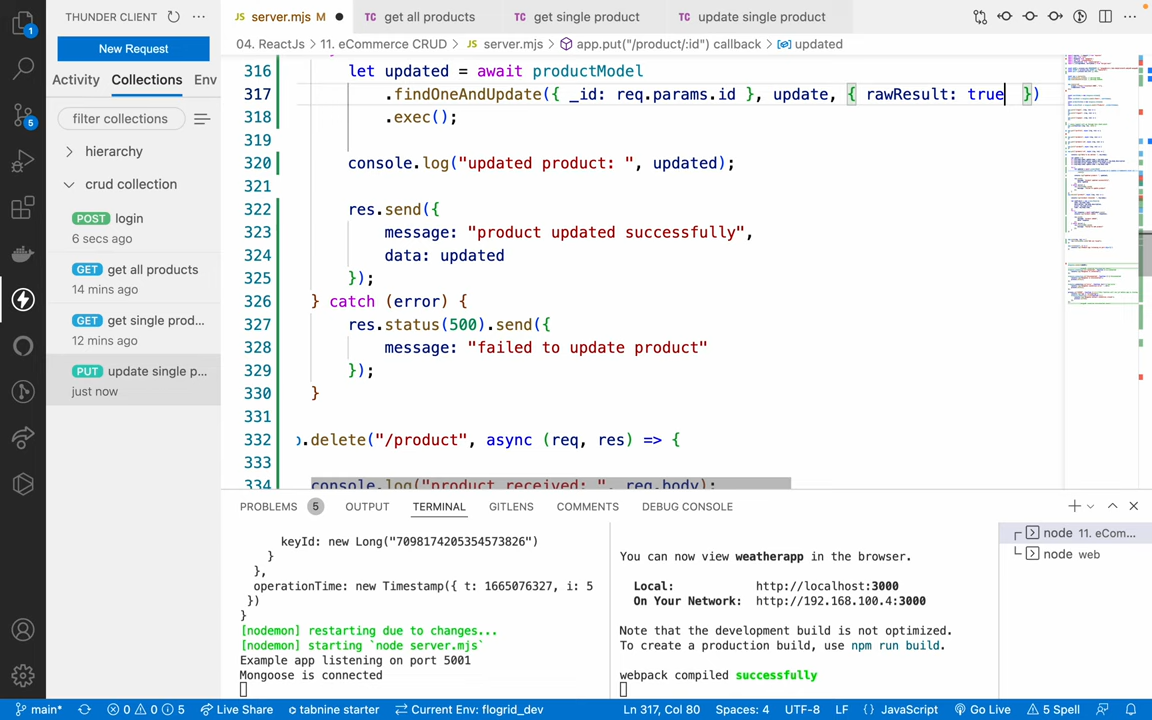 THUNDER CLIENT
New Request
Activity Collections Env
filter collections
hierarchy
crud collection
POST login
6 secs ago
GET get all products
14 mins ago
GET get single prod...
12 mins ago
PUT update single p...
just now
1
5
JS server.mjs M
TC get all products
TC get single product
TC update single product
04. ReactJs > 11. eCommerce CRUD > JS server.mjs > app.put("/product/:id") callback > updated
316 let updated = await productModel
317 .findOneAndUpdate({ _id: req.params.id }, update, { rawResult: true })
318 .exec();
319
320 console.log("updated product: ", updated);
321
322 res.send({
323 message: "product updated successfully",
324 data: updated
325 });
326 } catch (error) {
327 res.status(500).send({
328 message: "failed to update product"
329 });
330 }
331
332 .delete("/product", async (req, res) => {
333
334 console.log("product received: ", req.body);
PROBLEMS 5 OUTPUT TERMINAL GITLENS COMMENTS DEBUG CONSOLE
keyId: new Long("7098174205354573826")
}
},
operationTime: new Timestamp({ t: 1665076327, i: 5
})
}
[nodemon] restarting due to changes...
[nodemon] starting `node server.mjs`
Example app listening on port 5001
Mongoose is connected
You can now view weatherapp in the browser.
Local: http://localhost:3000
On Your Network: http://192.168.100.4:3000
Note that the development build is not optimized.
To create a production build, use npm run build.
webpack compiled successfully
node 11. eCom...
node web
main* 0 0 5 Live Share tabnine starter Current Env: flogrid_dev Ln 317, Col 80 Spaces: 4 UTF-8 LF {} JavaScript Go Live 5 Spell